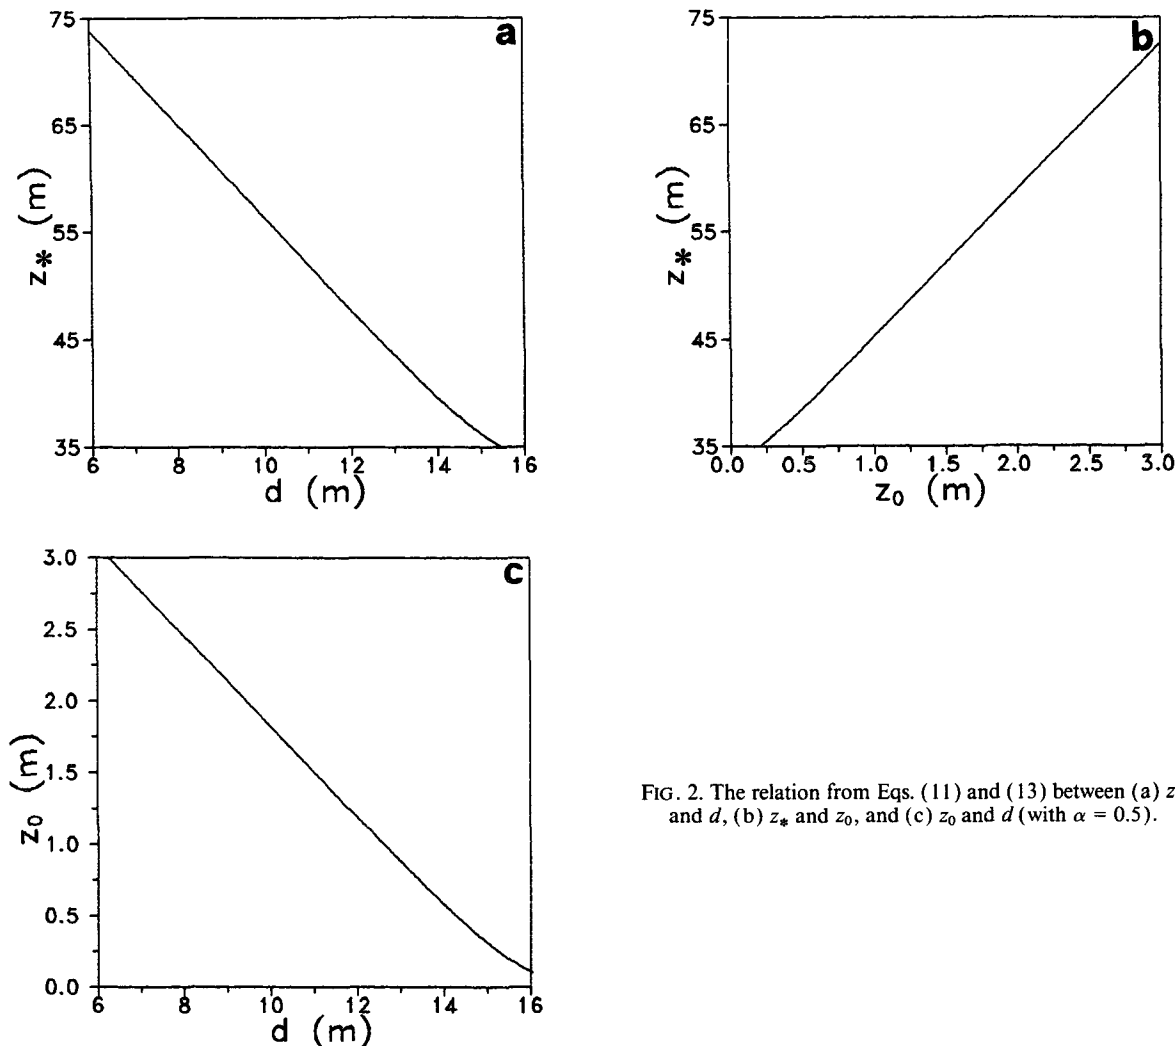 a
75
65
55
45
35
z* (m)
6 8 10 12 14 16
d (m)
b
75
65
55
45
35
z* (m)
0.0 0.5 1.0 1.5 2.0 2.5 3.0
z₀ (m)
c
3.0
2.5
2.0
1.5
1.0
0.5
0.0
z₀ (m)
6 8 10 12 14 16
d (m)
FIG. 2. The relation from Eqs. (11) and (13) between (a) z
and d, (b) z* and z₀, and (c) z₀ and d (with α = 0.5).